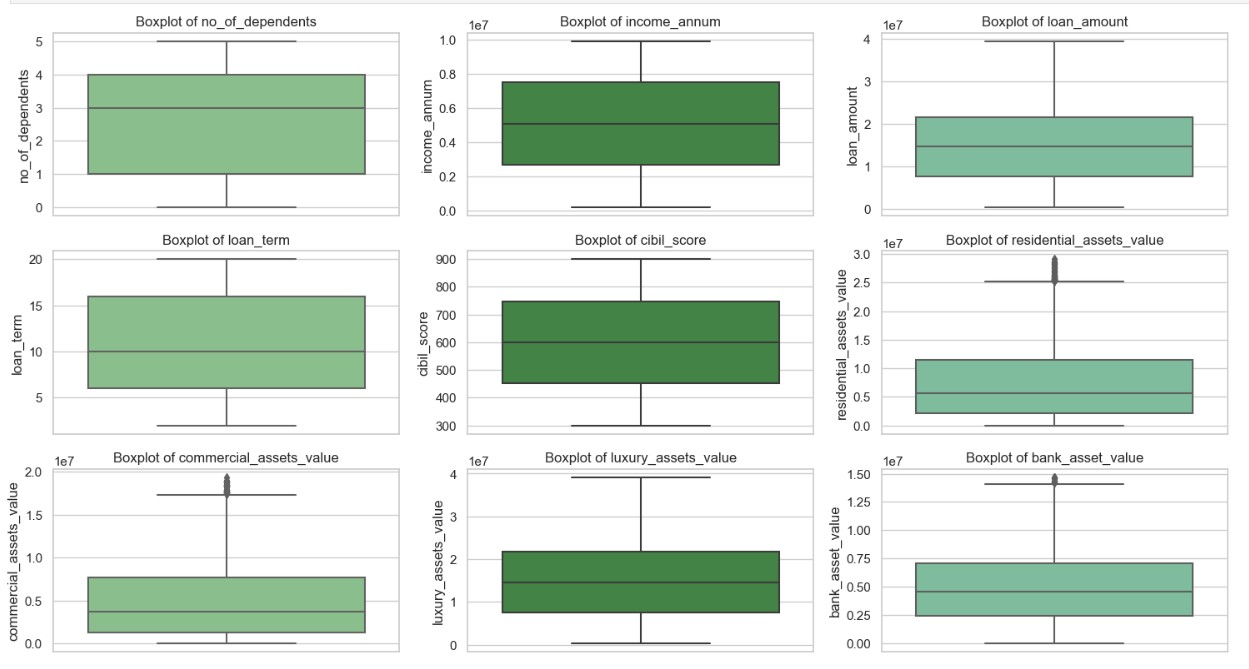 Boxplot of no_of_dependents
no_of_dependents
5
4
3
2
1
0
Boxplot of income_annum
1e7
income_annum
1.0
0.8
0.6
0.4
0.2
0.0
Boxplot of loan_amount
1e7
loan_amount
4
3
2
1
0
Boxplot of loan_term
loan_term
20
15
10
5
Boxplot of cibil_score
cibil_score
900
800
700
600
500
400
300
Boxplot of residential_assets_value
1e7
residential_assets_value
3.0
2.5
2.0
1.5
1.0
0.5
0.0
Boxplot of commercial_assets_value
1e7
commercial_assets_value
2.0
1.5
1.0
0.5
0.0
Boxplot of luxury_assets_value
1e7
luxury_assets_value
4
3
2
1
0
Boxplot of bank_asset_value
1e7
bank_asset_value
1.50
1.25
1.00
0.75
0.50
0.25
0.00